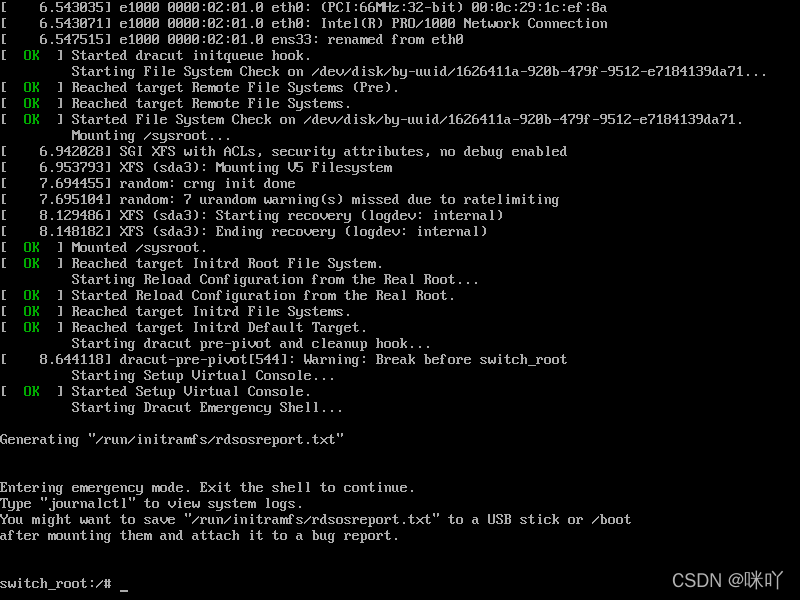 [    6.543035] e1000 0000:02:01.0 eth0: (PCI:66MHz:32-bit) 00:0c:29:1c:ef:8a
[    6.543071] e1000 0000:02:01.0 eth0: Intel(R) PRO/1000 Network Connection
[    6.547515] e1000 0000:02:01.0 ens33: renamed from eth0
[  OK  ] Started dracut initqueue hook.
         Starting File System Check on /dev/disk/by-uuid/1626411a-920b-479f-9512-e7184139da71...
[  OK  ] Reached target Remote File Systems (Pre).
[  OK  ] Reached target Remote File Systems.
[  OK  ] Started File System Check on /dev/disk/by-uuid/1626411a-920b-479f-9512-e7184139da71.
         Mounting /sysroot...
[    6.942028] SGI XFS with ACLs, security attributes, no debug enabled
[    6.953793] XFS (sda3): Mounting V5 Filesystem
[    7.694455] random: crng init done
[    7.695104] random: 7 urandom warning(s) missed due to ratelimiting
[    8.129486] XFS (sda3): Starting recovery (logdev: internal)
[    8.148182] XFS (sda3): Ending recovery (logdev: internal)
[  OK  ] Mounted /sysroot.
[  OK  ] Reached target Initrd Root File System.
         Starting Reload Configuration from the Real Root...
[  OK  ] Started Reload Configuration from the Real Root.
[  OK  ] Reached target Initrd File Systems.
[  OK  ] Reached target Initrd Default Target.
         Starting dracut pre-pivot and cleanup hook...
[    8.644118] dracut-pre-pivot[544]: Warning: Break before switch_root
         Starting Setup Virtual Console...
[  OK  ] Started Setup Virtual Console.
         Starting Dracut Emergency Shell...
Generating "/run/initramfs/rdsosreport.txt"
Entering emergency mode. Exit the shell to continue.
Type "journalctl" to view system logs.
You might want to save "/run/initramfs/rdsosreport.txt" to a USB stick or /boot
after mounting them and attach it to a bug report.
switch_root:/# _
CSDN @咪吖